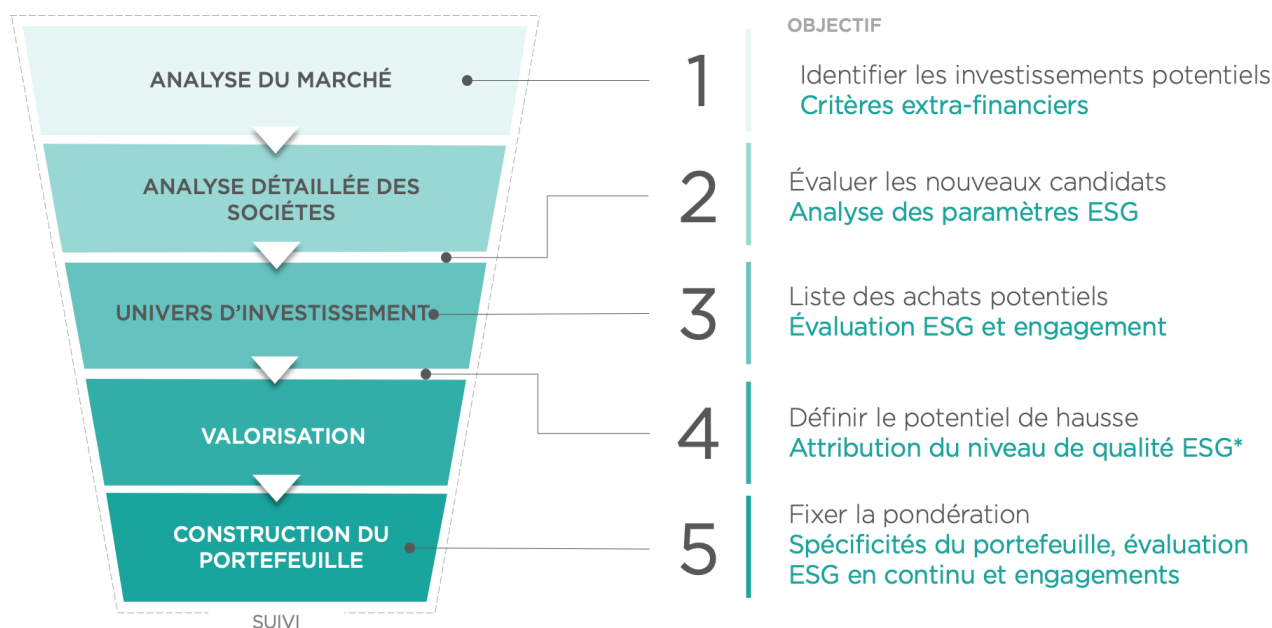 OBJECTIF
ANALYSE DU MARCHÉ
1
Identifier les investissements potentiels
Critères extra-financiers
ANALYSE DÉTAILLÉE DES
SOCIÉTES
2
Évaluer les nouveaux candidats
Analyse des paramètres ESG
UNIVERS D'INVESTISSEMENT
3
Liste des achats potentiels
Évaluation ESG et engagement
VALORISATION
4
Définir le potentiel de hausse
Attribution du niveau de qualité ESG*
CONSTRUCTION DU
PORTEFEUILLE
5
Fixer la pondération
Spécificités du portefeuille, évaluation
ESG en continu et engagements
SUIVI